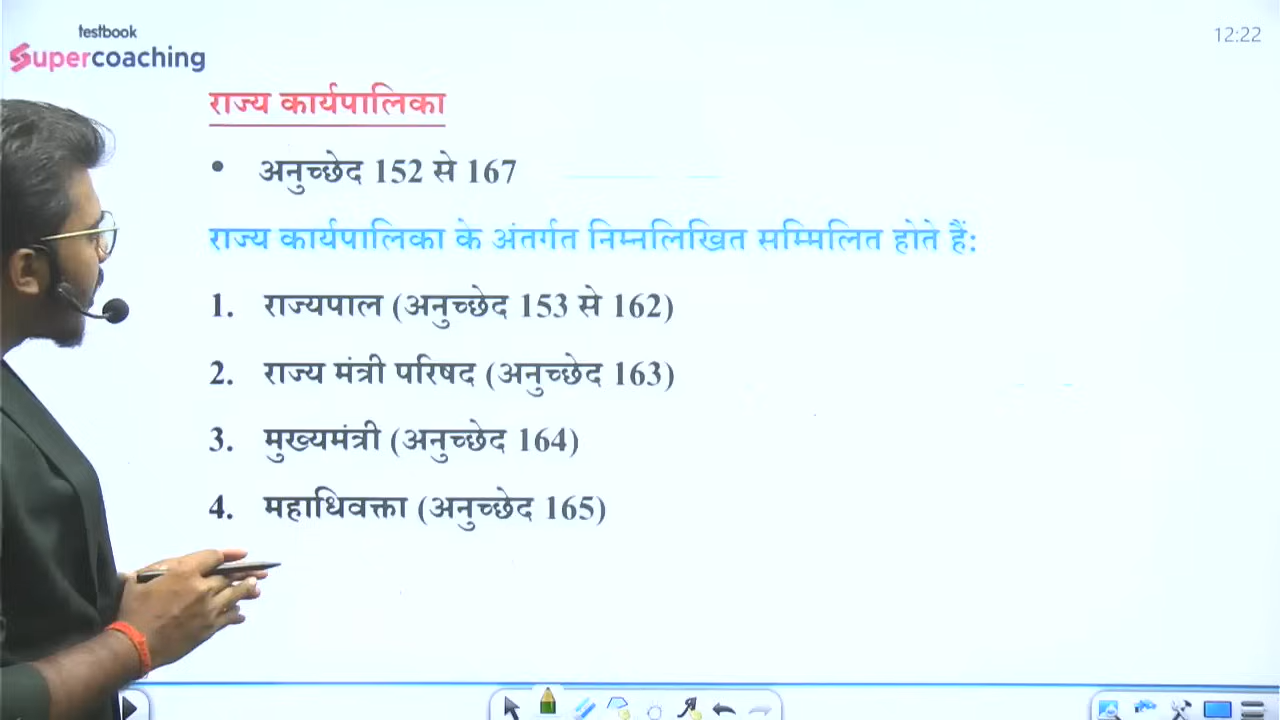 testbook
Supercoaching
12:22
राज्य कार्यपालिका
• अनुच्छेद 152 से 167
राज्य कार्यपालिका के अंतर्गत निम्नलिखित सम्मिलित होते हैं:
1. राज्यपाल (अनुच्छेद 153 से 162)
2. राज्य मंत्री परिषद (अनुच्छेद 163)
3. मुख्यमंत्री (अनुच्छेद 164)
4. महाधिवक्ता (अनुच्छेद 165)